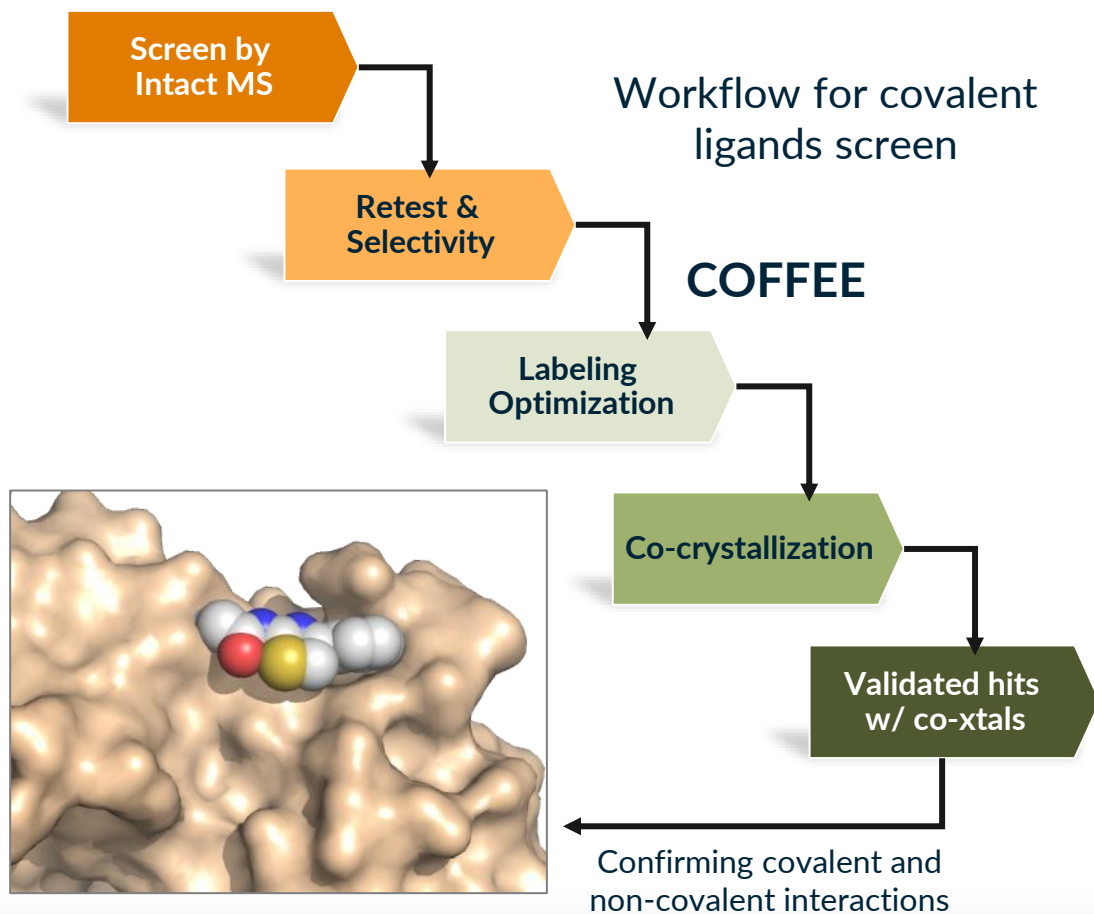 Screen by
Intact MS
Workflow for covalent
ligands screen
Retest &
Selectivity
COFFEE
Labeling
Optimization
Co-crystallization
Validated hits
w/ co-xtals
Confirming covalent and
non-covalent interactions